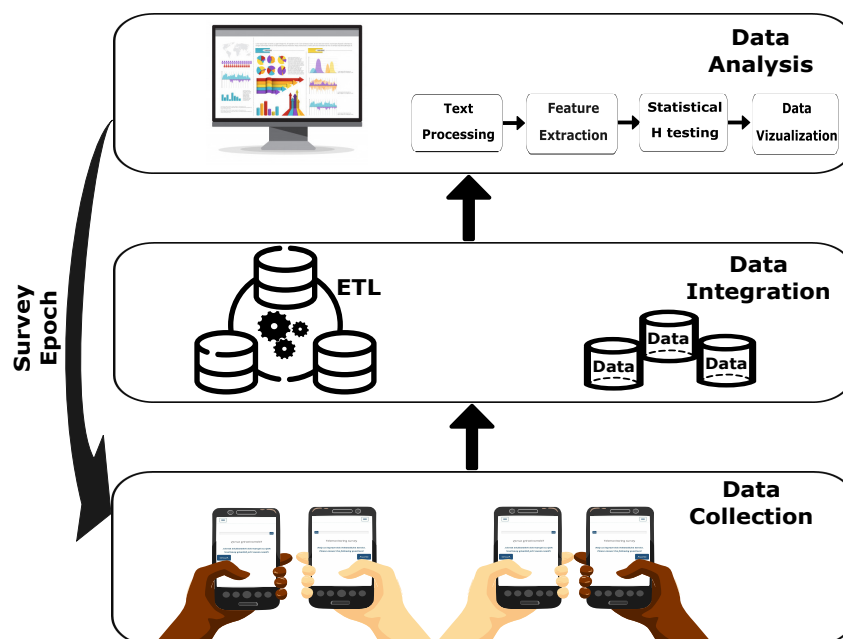 Data
Analysis
Text
Processing
Feature
Extraction
Statistical
H testing
Data
Vizualization
Survey
Epoch
ETL
Data
Integration
Data
Data
Data
Data
Collection